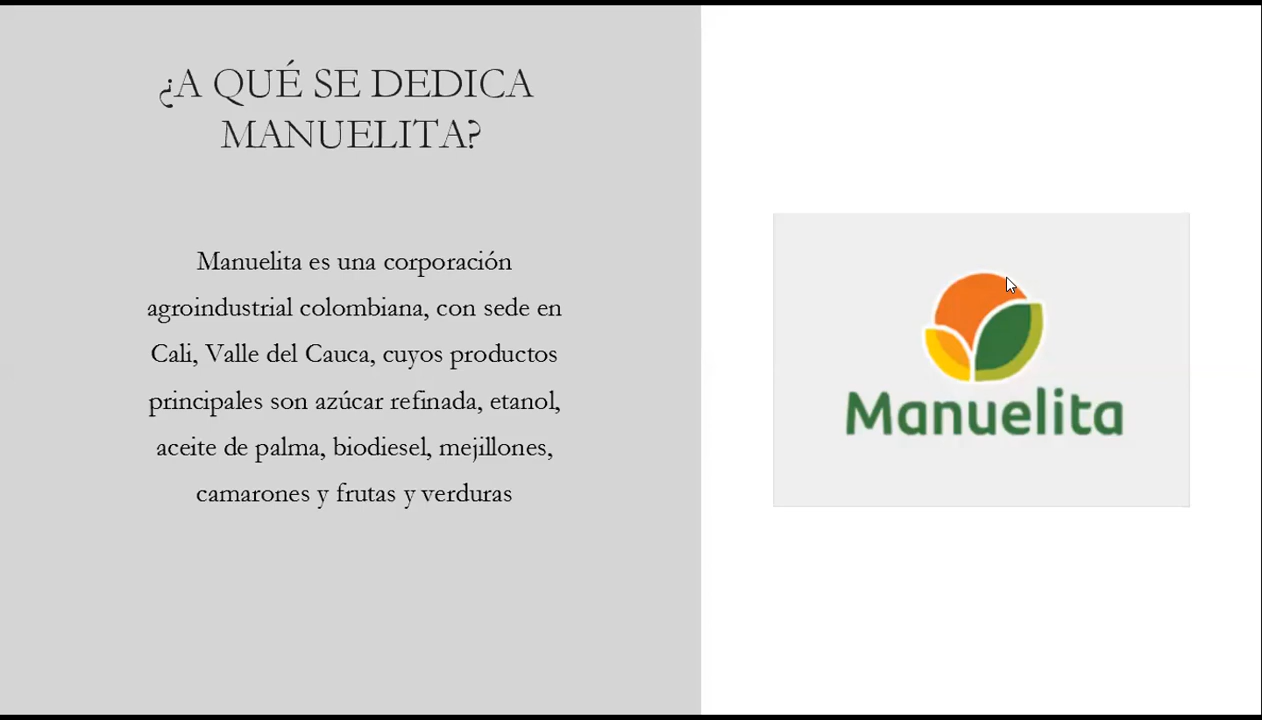 ¿A QUÉ SE DEDICA
MANUELITA?
Manuelita es una corporación
agroindustrial colombiana, con sede en
Cali, Valle del Cauca, cuyos productos
principales son azúcar refinada, etanol,
aceite de palma, biodiesel, mejillones,
camarones y frutas y verduras
Manuelita